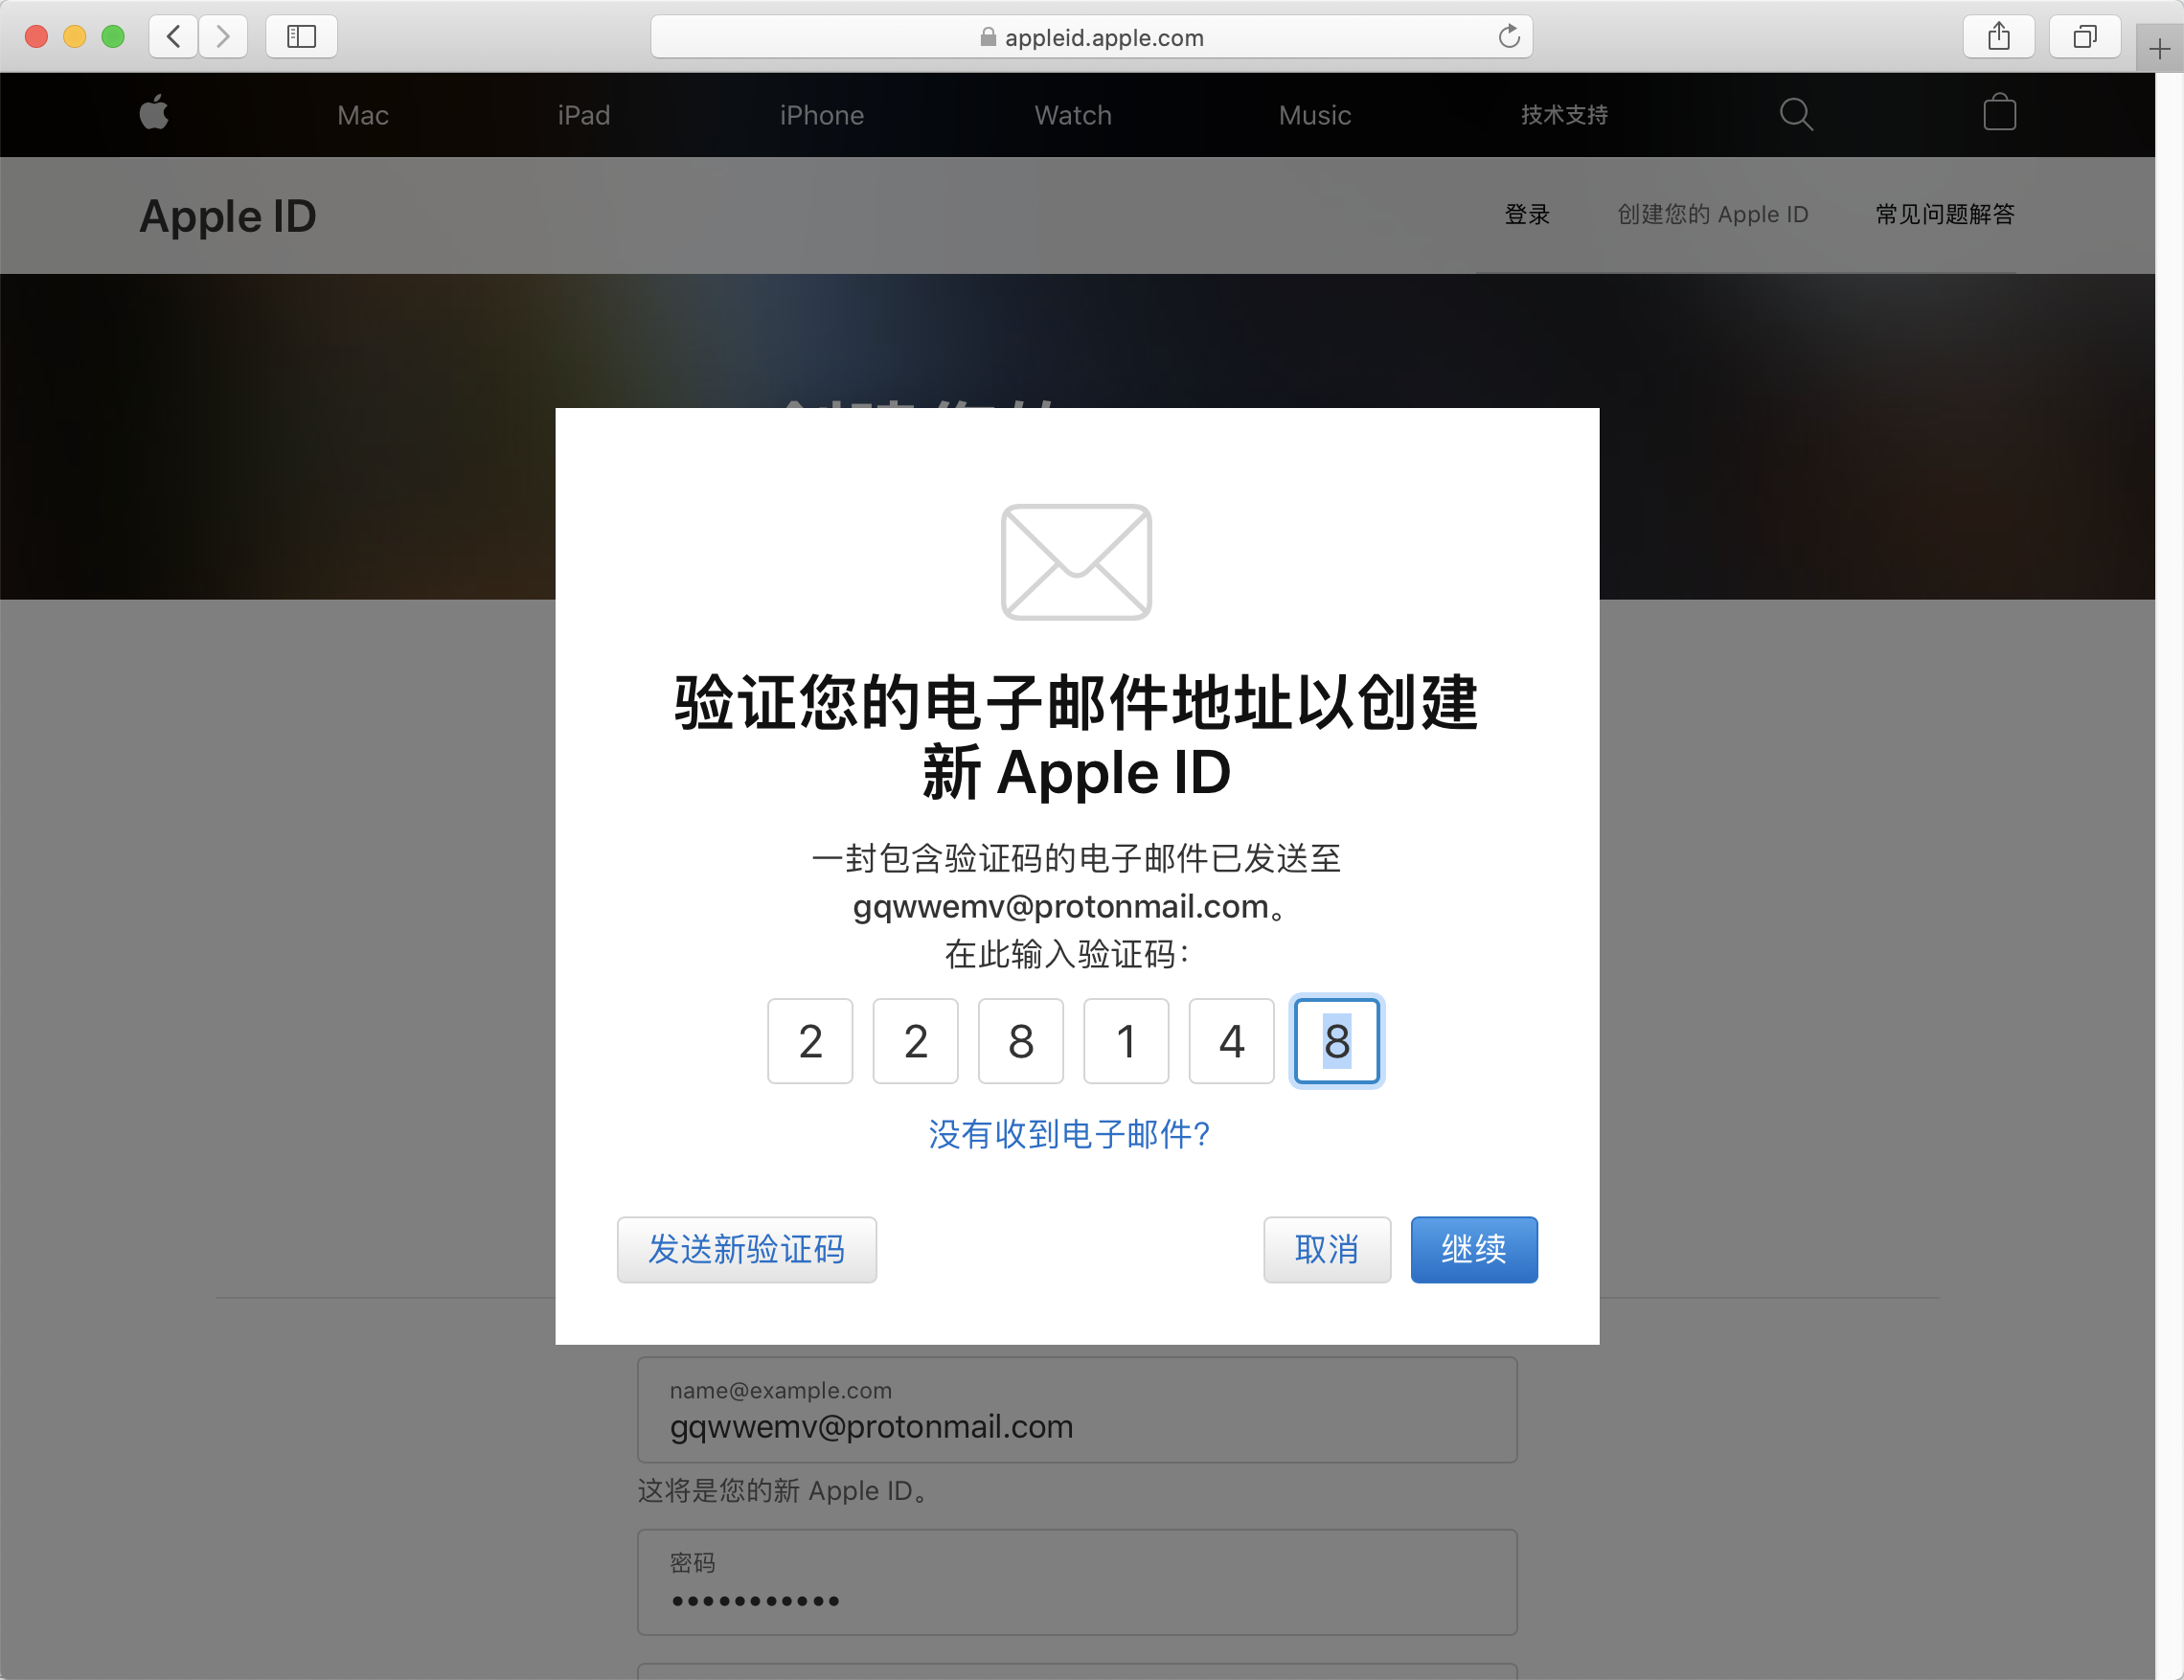 appleid.apple.com
Mac iPad iPhone Watch Music 技术支持
Apple ID 登录 创建您的 Apple ID 常见问题解答
验证您的电子邮件地址以创建
新 Apple ID
一封包含验证码的电子邮件已发送至
gqwwemv@protonmail.com。
在此输入验证码：
2 2 8 1 4 8
没有收到电子邮件?
发送新验证码 取消 继续
name@example.com
gqwwemv@protonmail.com
这将是您的新 Apple ID。
密码
•••••••••••